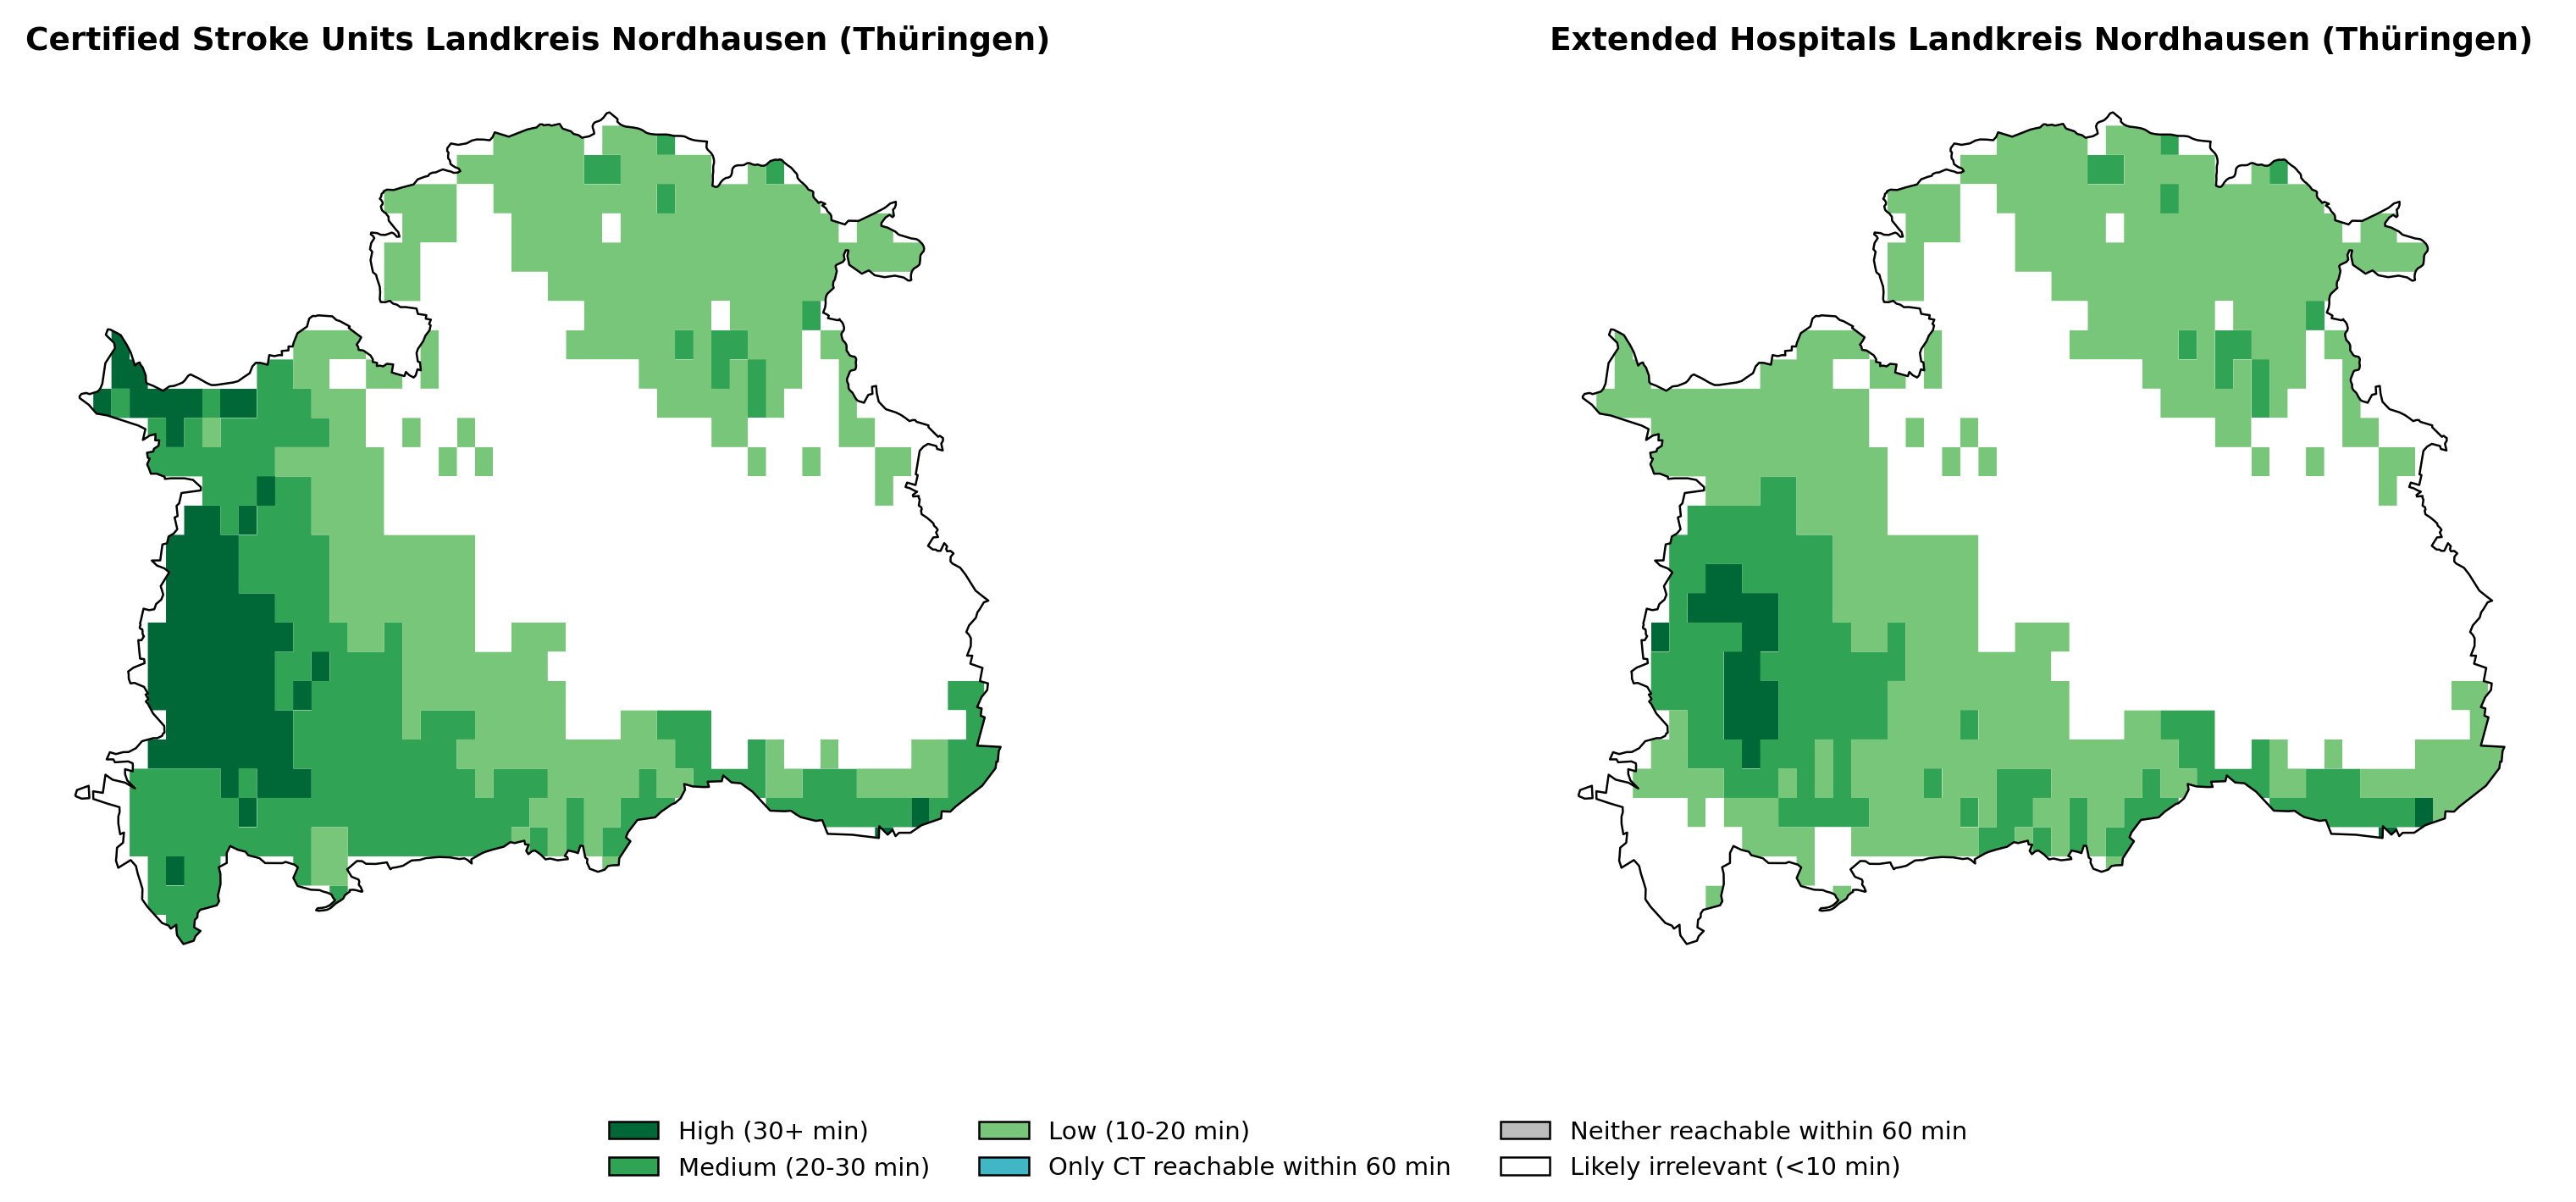 Certified Stroke Units Landkreis Nordhausen (Thüringen)
Extended Hospitals Landkreis Nordhausen (Thüringen)
High (30+ min)
Medium (20-30 min)
Low (10-20 min)
Only CT reachable within 60 min
Neither reachable within 60 min
Likely irrelevant (<10 min)